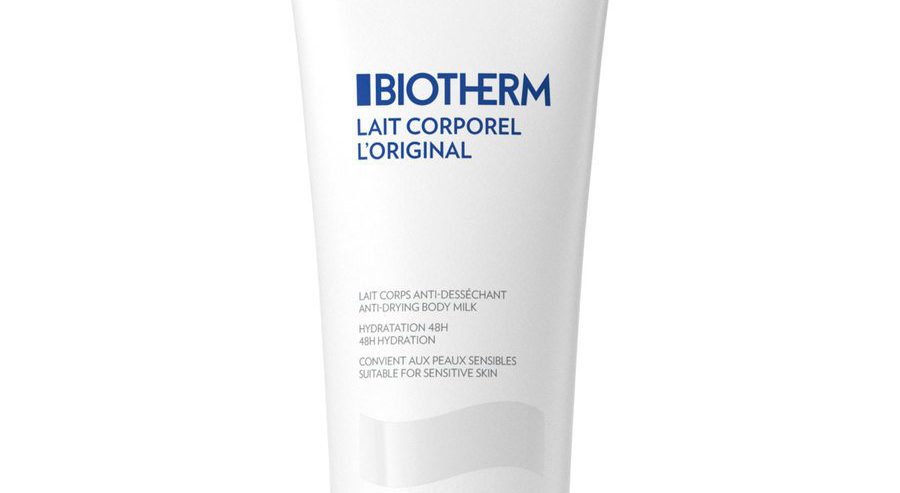 BIOTHERM
LAIT CORPOREL
L'ORIGINAL
LAIT CORPS ANTI-DESSÉCHANT
ANTI-DRYING BODY MILK
HYDRATATION 48H
48H HYDRATION
CONVIENT AUX PEAUX SENSIBLES
SUITABLE FOR SENSITIVE SKIN